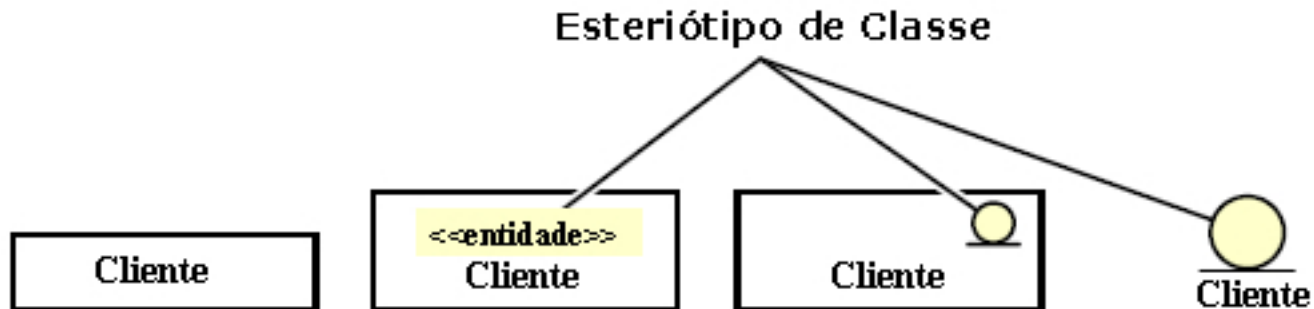 Esteriótipo de Classe
Cliente
<<entidade>>
Cliente
Cliente
Cliente